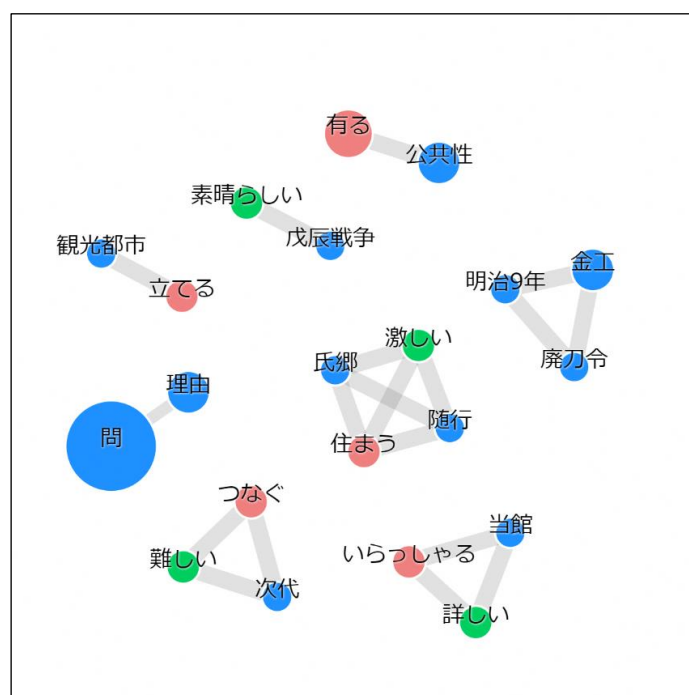 有る
公共性
素晴らしい
戊辰戦争
観光都市
立てる
金工
明治9年
廃刀令
激しい
氏郷
随行
住まう
理由
問
つなぐ
難しい
次代
当館
いらっしゃる
詳しい